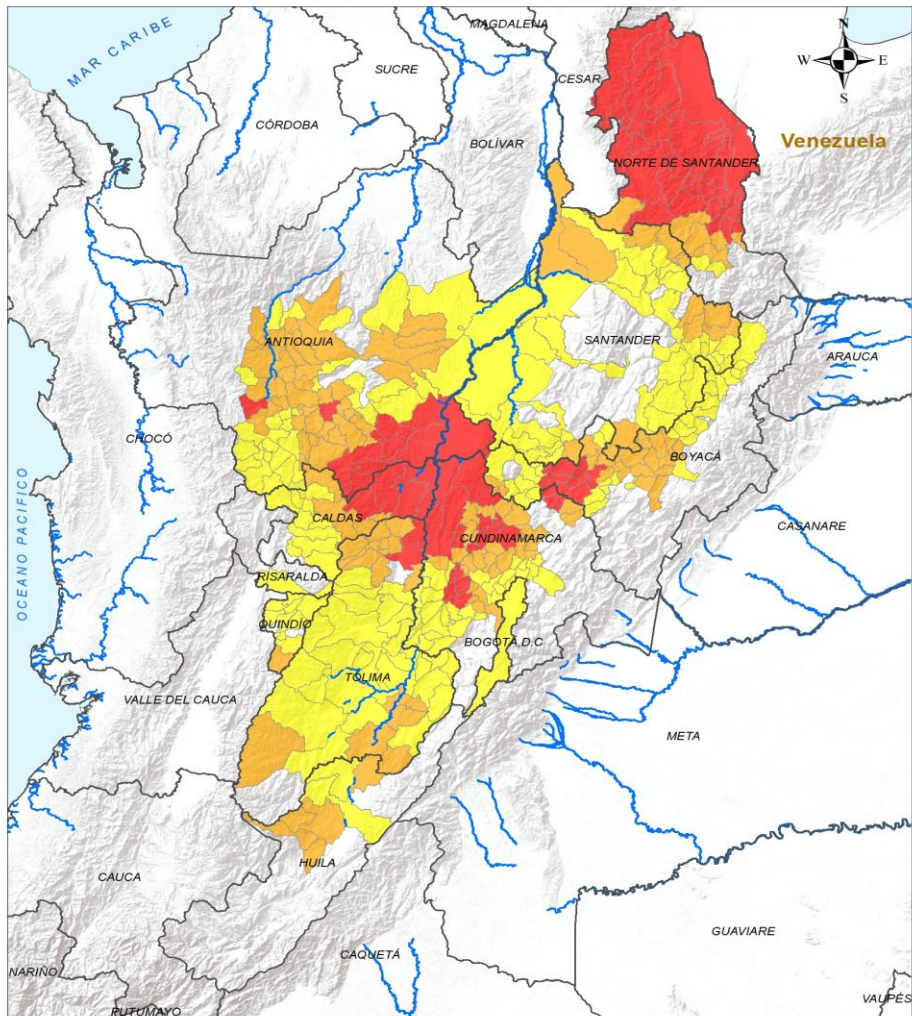 MAGDALENA
MAR CARIBE
N
W
E
S
SUCRE
CESAR
CÓRDOBA
BOLÍVAR
Venezuela
NORTE DE SANTANDER
ANTIOQUIA
SANTANDER
ARAUCA
CHOCÓ
BOYACÁ
OCEANO PACIFICO
CALDAS
CUNDINAMARCA
CASANARE
RISARALDA
QUINDÍO
BOGOTÁ,D.C
TOLIMA
VALLE DEL CAUCA
META
HUILA
CAUCA
GUAVIARE
CAQUETÁ
NARIÑO
VAUPÉS
PUTUMAYO